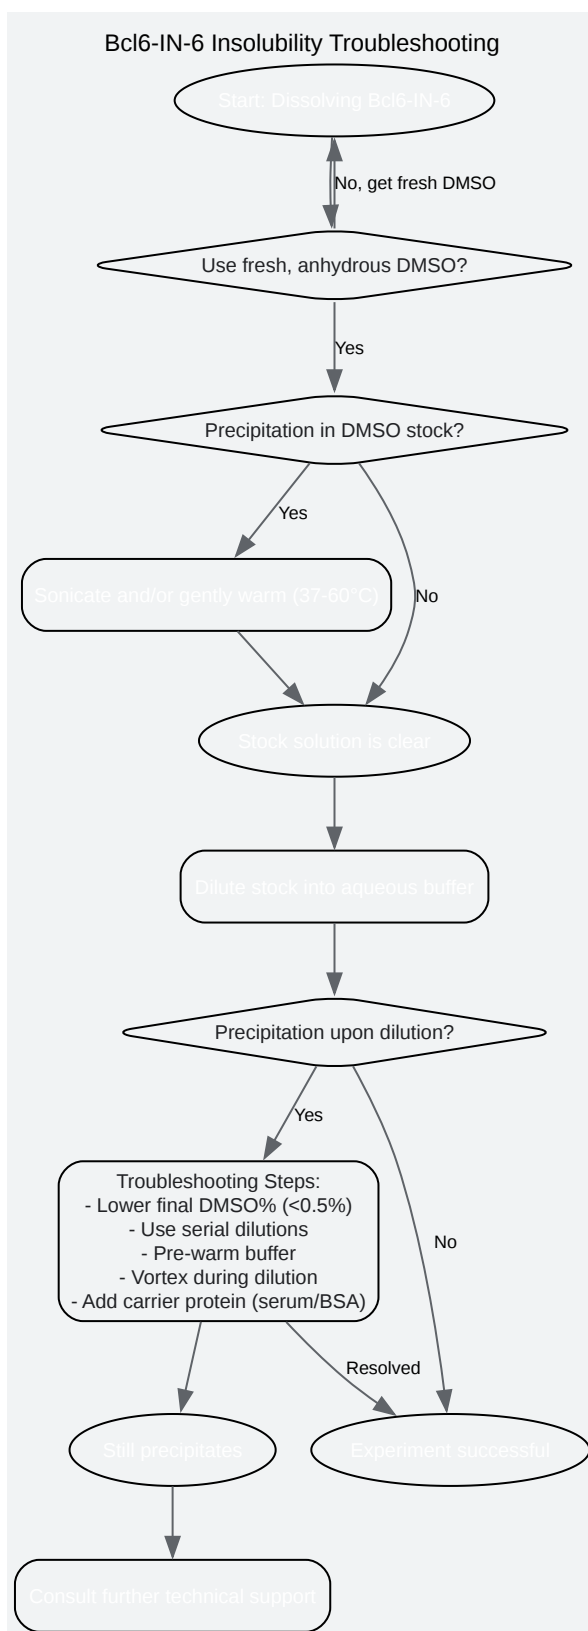 Bcl6-IN-6 Insolubility Troubleshooting
Start: Dissolving Bcl6-IN-6
No, get fresh DMSO
Use fresh, anhydrous DMSO?
Yes
Precipitation in DMSO stock?
Yes
Sonicate and/or gently warm (37-60°C)
No
Stock solution is clear
Dilute stock into aqueous buffer
Precipitation upon dilution?
Yes
Troubleshooting Steps:
- Lower final DMSO% (<0.5%)
- Use serial dilutions
- Pre-warm buffer
- Vortex during dilution
- Add carrier protein (serum/BSA)
No
Resolved
Still precipitates
Experiment successful
Consult further technical support